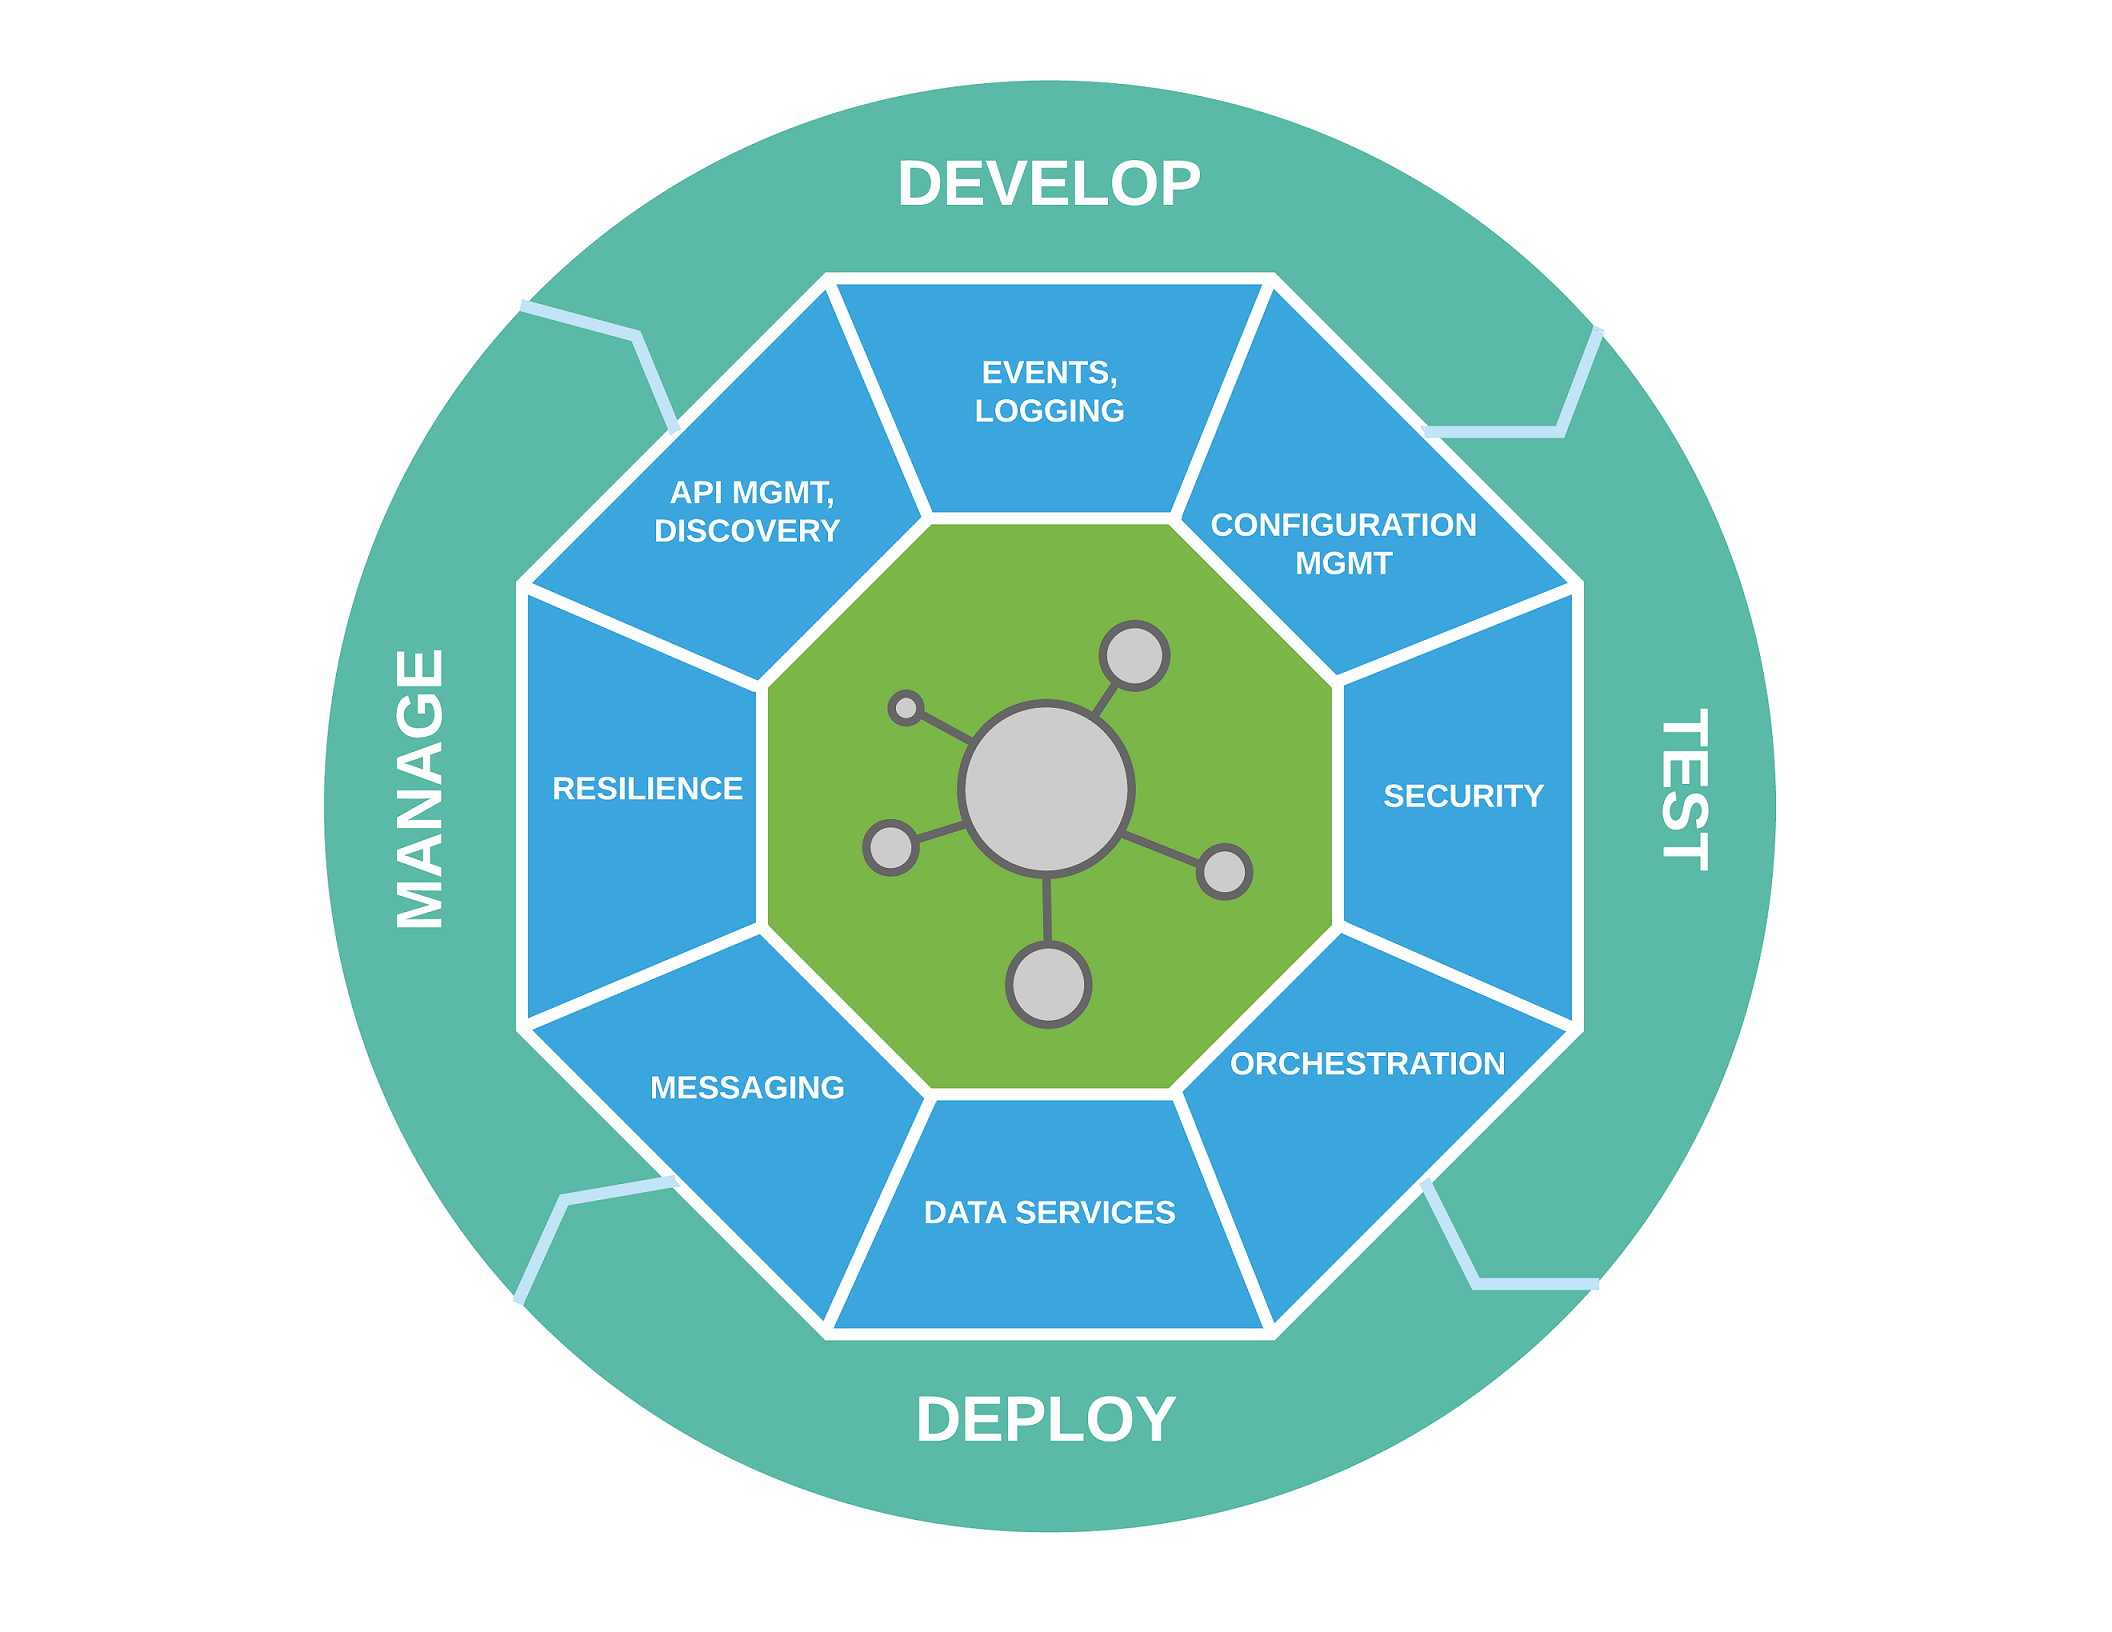 DEVELOP
EVENTS,
LOGGING
API MGMT,
DISCOVERY
CONFIGURATION
MGMT
MANAGE
RESILIENCE
SECURITY
TEST
MESSAGING
ORCHESTRATION
DATA SERVICES
DEPLOY